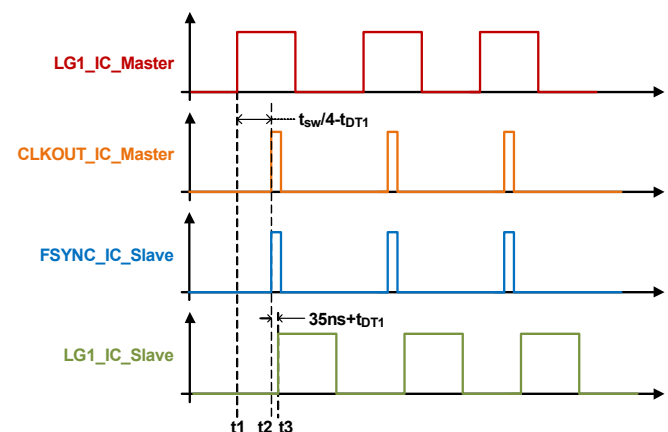 LG1_IC_Master
t_sw/4-t_DT1
CLKOUT_IC_Master
FSYNC_IC_Slave
35ns+t_DT1
LG1_IC_Slave
t1 t2 t3